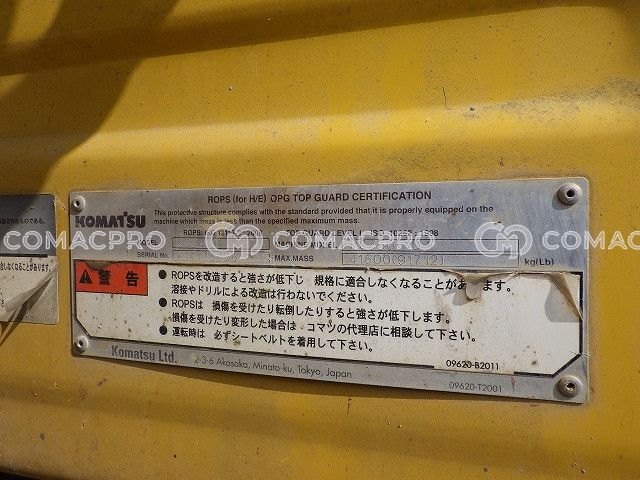 COMACPRO COMACPRO COMACPRO
ROPS (for H/E) OPG TOP GUARD CERTIFICATION
KOMATSU
This protective structure complies with the standard provided that it is properly equipped on the
machine which mass is less than the specified maximum mass.
ROPS: ISO
TOP GUARD LEVEL
MACHINE MODEL
SERIAL No.
MAX.MASS 41600(91712) kg(Lb)
警告
● ROPSを改造すると強さが低下し 規格に適合しなくなることがあります。
溶接やドリルによる改造は行わないでください。
● ROPSは 損傷を受けたり転倒したりすると強さが低下します。
損傷を受けたり変形した場合は コマツの代理店に相談して下さい。
● 運転時は 必ずシートベルトを着用して下さい。
09620-B2011
Komatsu Ltd. 2-3-6 Akasaka, Minato-ku, Tokyo, Japan
09620-T2001